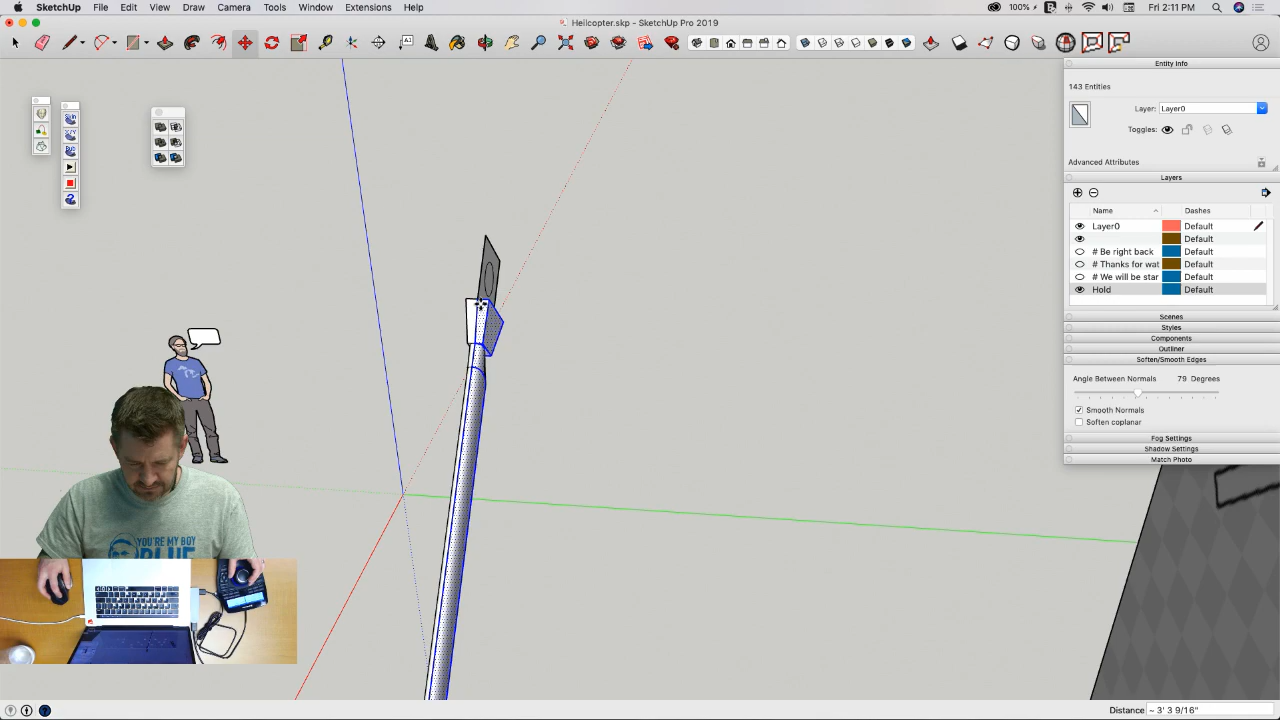 SketchUp File Edit View Draw Camera Tools Window Extensions Help 100% Fri 2:11 PM
Helicopter.skp - SketchUp Pro 2019
Entity Info
143 Entities
Layer: Layer0
Toggles:
Advanced Attributes
Layers
Name Dashes
Layer0 Default
Default
# Be right back Default
# Thanks for wat Default
# We will be star Default
Hold Default
Scenes
Styles
Components
Outliner
Soften/Smooth Edges
Angle Between Normals 79 Degrees
Smooth Normals
Soften coplanar
Fog Settings
Shadow Settings
Match Photo
YOU'RE MY BOY
BLUE
Distance ~ 3' 3 9/16"